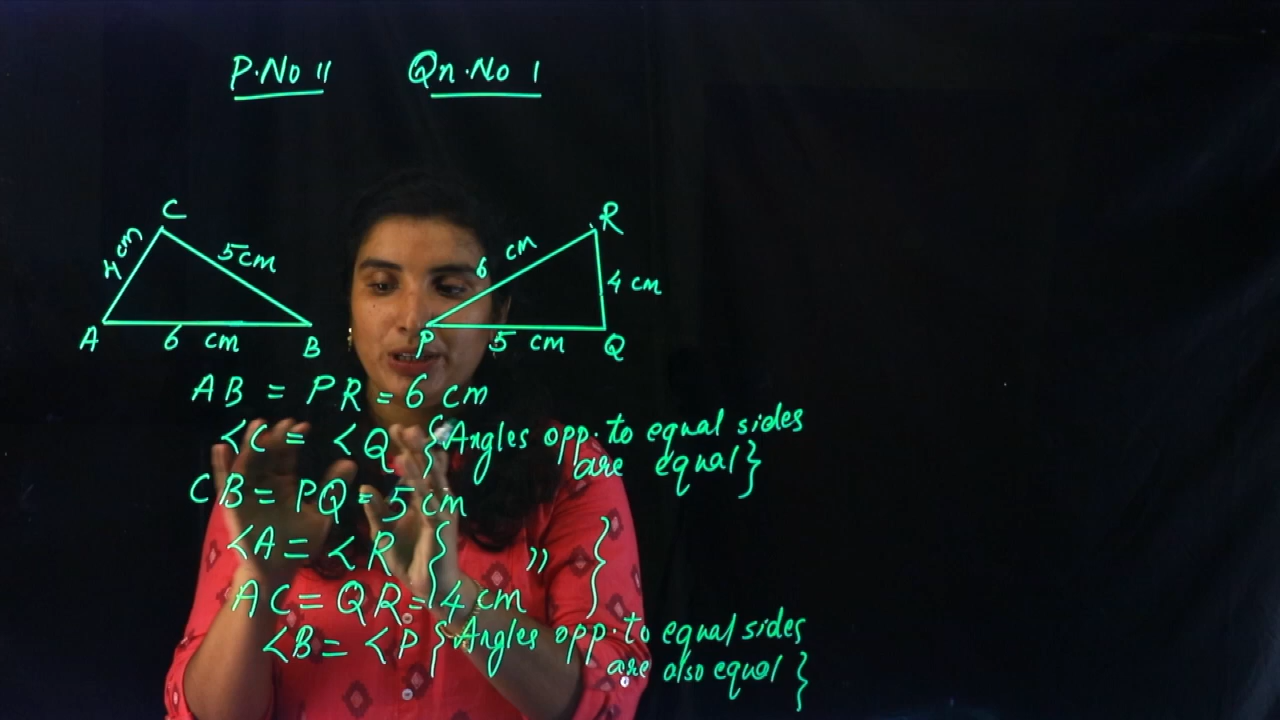 P.No 11 Qn.No 1
C R
4 cm 5cm 6 cm 4 cm
A 6 cm B P 5 cm Q
AB = PR = 6 cm
<C = <Q {Angles opp. to equal sides
are equal}
CB = PQ = 5 cm
<A = <R { " }
AC = QR = 4 cm
<B = <P {Angles opp. to equal sides
are also equal}